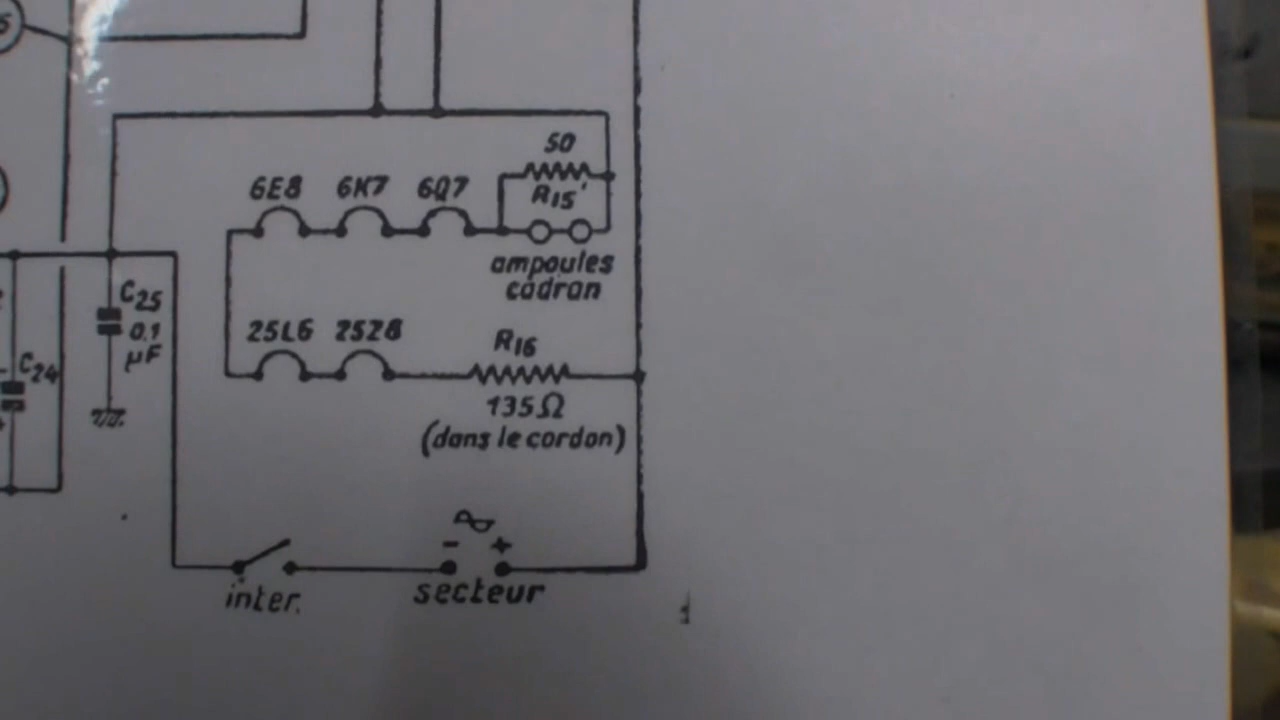 50
6E8 6K7 6Q7 R15'
ampoules
cadran
C25
0.1
µF
25L6 25Z6 R16
C24
135Ω
(dans le cordon)
- +
inter. secteur